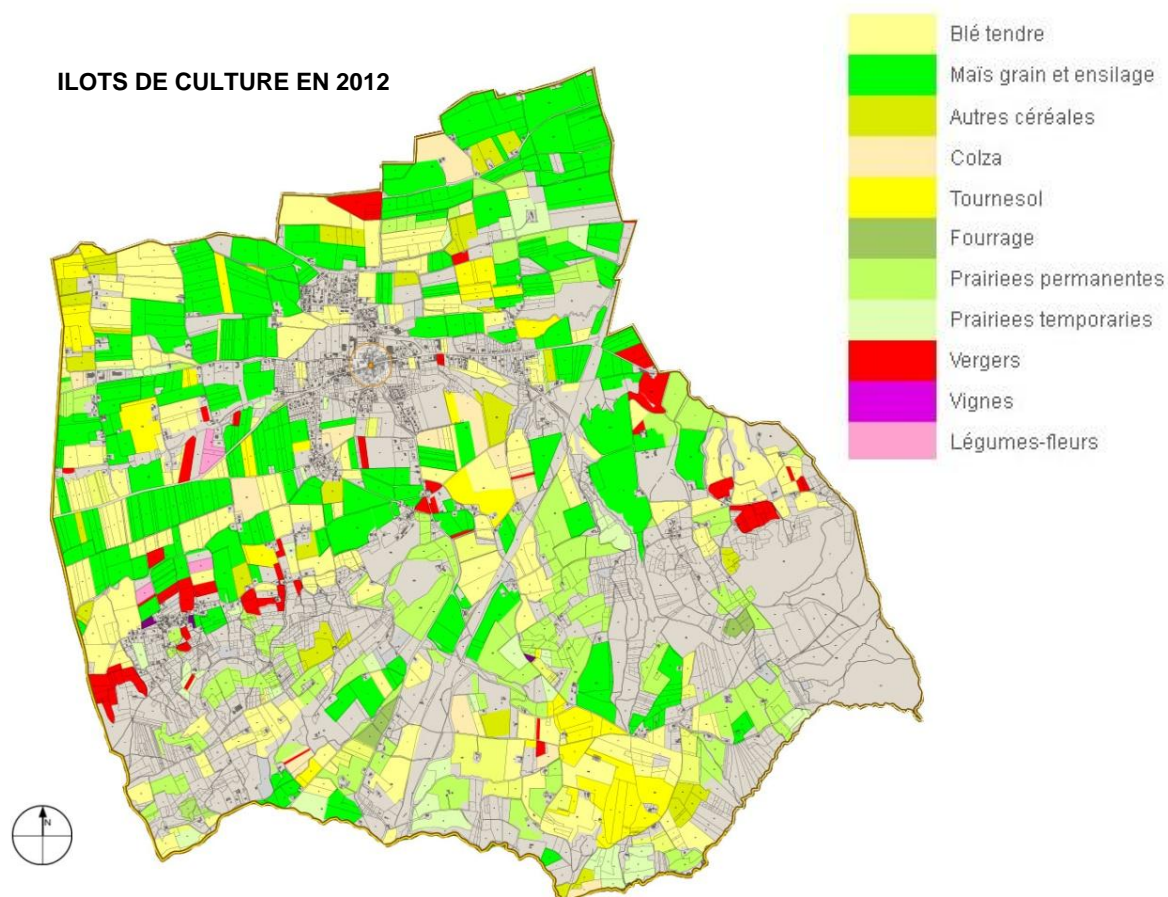 ILOTS DE CULTURE EN 2012
Blé tendre
Maïs grain et ensilage
Autres céréales
Colza
Tournesol
Fourrage
Prairiees permanentes
Prairiees temporaries
Vergers
Vignes
Légumes-fleurs
N